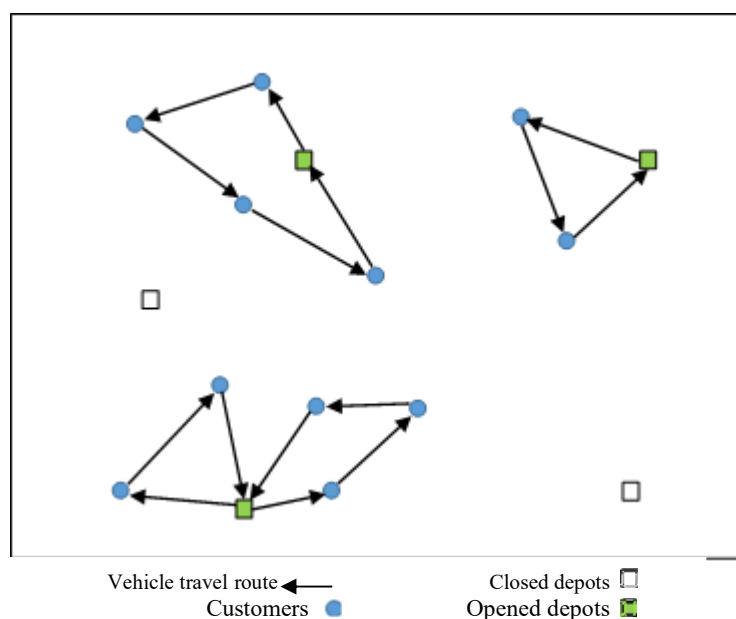 Vehicle travel route
Closed depots
Customers
Opened depots